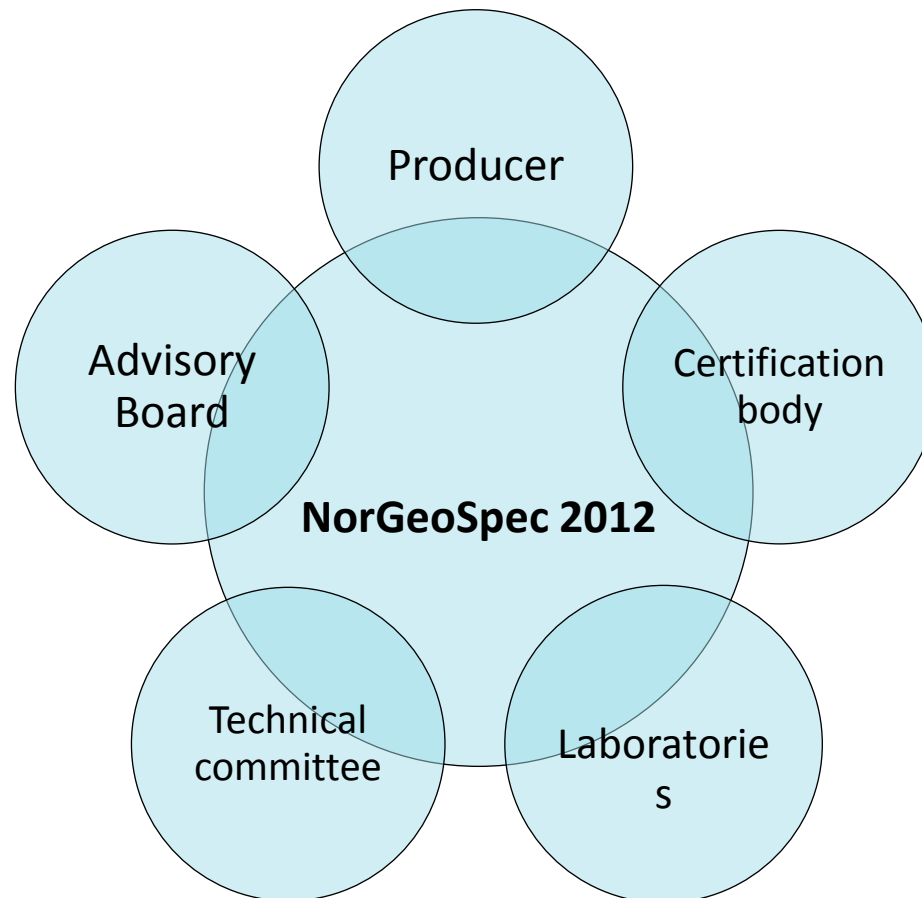 Producer
Advisory
Board
Certification
body
NorGeoSpec 2012
Technical
committee
Laboratorie
s